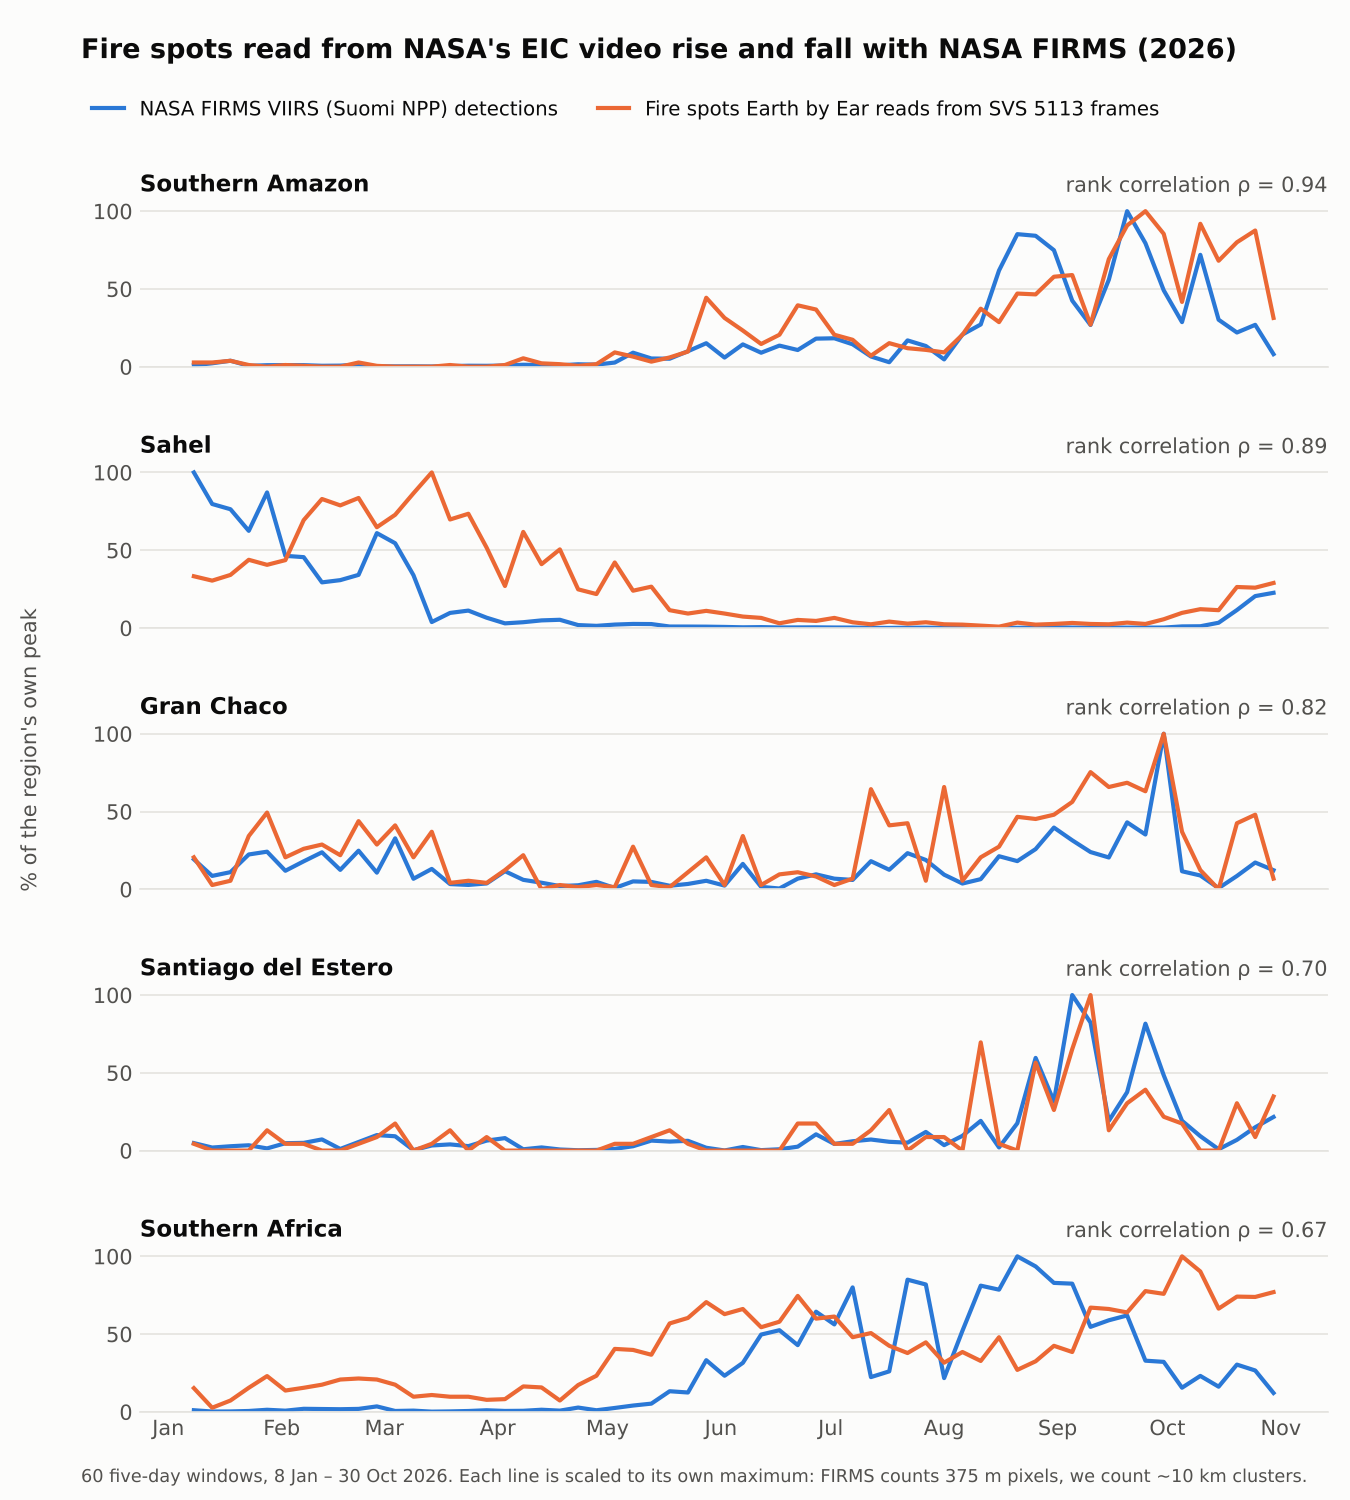 Fire spots read from NASA's EIC video rise and fall with NASA FIRMS (2026)
NASA FIRMS VIIRS (Suomi NPP) detections
Fire spots Earth by Ear reads from SVS 5113 frames
% of the region's own peak
Southern Amazon
rank correlation ρ = 0.94
100
50
0
Sahel
rank correlation ρ = 0.89
100
50
0
Gran Chaco
rank correlation ρ = 0.82
100
50
0
Santiago del Estero
rank correlation ρ = 0.70
100
50
0
Southern Africa
rank correlation ρ = 0.67
100
50
0
Jan Feb Mar Apr May Jun Jul Aug Sep Oct Nov
60 five-day windows, 8 Jan – 30 Oct 2026. Each line is scaled to its own maximum: FIRMS counts 375 m pixels, we count ~10 km clusters.